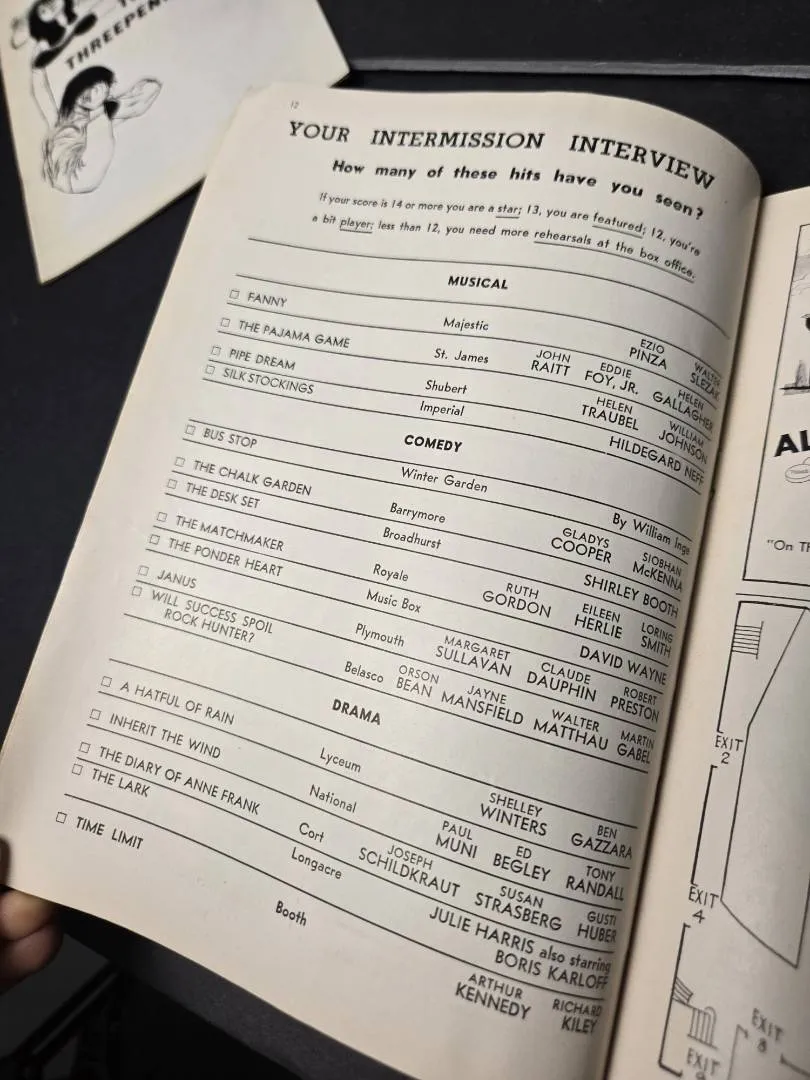 THREEPEN
12
YOUR INTERMISSION INTERVIEW
How many of these hits have you seen?
If your score is 14 or more you are a star; 13, you are featured; 12, you're
a bit player; less than 12, you need more rehearsals at the box office.
MUSICAL
☐ FANNY Majestic EZIO PINZA WALTER SLEZAK
☐ THE PAJAMA GAME St. James JOHN RAITT EDDIE FOY, JR. HELEN GALLAGHER
☐ PIPE DREAM Shubert HELEN TRAUBEL WILLIAM JOHNSON
☐ SILK STOCKINGS Imperial HILDEGARD NEFF
COMEDY
☐ BUS STOP Winter Garden By William Inge
☐ THE CHALK GARDEN Barrymore GLADYS COOPER SIOBHAN McKENNA
☐ THE DESK SET Broadhurst SHIRLEY BOOTH
☐ THE MATCHMAKER Royale RUTH GORDON EILEEN HERLIE LORING SMITH
☐ THE PONDER HEART Music Box DAVID WAYNE
☐ JANUS Plymouth MARGARET SULLAVAN CLAUDE DAUPHIN ROBERT PRESTON
☐ WILL SUCCESS SPOIL
ROCK HUNTER? Belasco ORSON BEAN JAYNE MANSFIELD WALTER MATTHAU MARTIN GABEL
DRAMA
☐ A HATFUL OF RAIN Lyceum SHELLEY WINTERS BEN GAZZARA
☐ INHERIT THE WIND National PAUL MUNI ED BEGLEY TONY RANDALL
☐ THE DIARY OF ANNE FRANK Cort JOSEPH SCHILDKRAUT SUSAN STRASBERG GUSTI HUBER
☐ THE LARK Longacre JULIE HARRIS also starring
BORIS KARLOFF
☐ TIME LIMIT Booth ARTHUR KENNEDY RICHARD KILEY
AL
"On Th
EXIT
2
EXIT
4
EXIT
8
EXIT